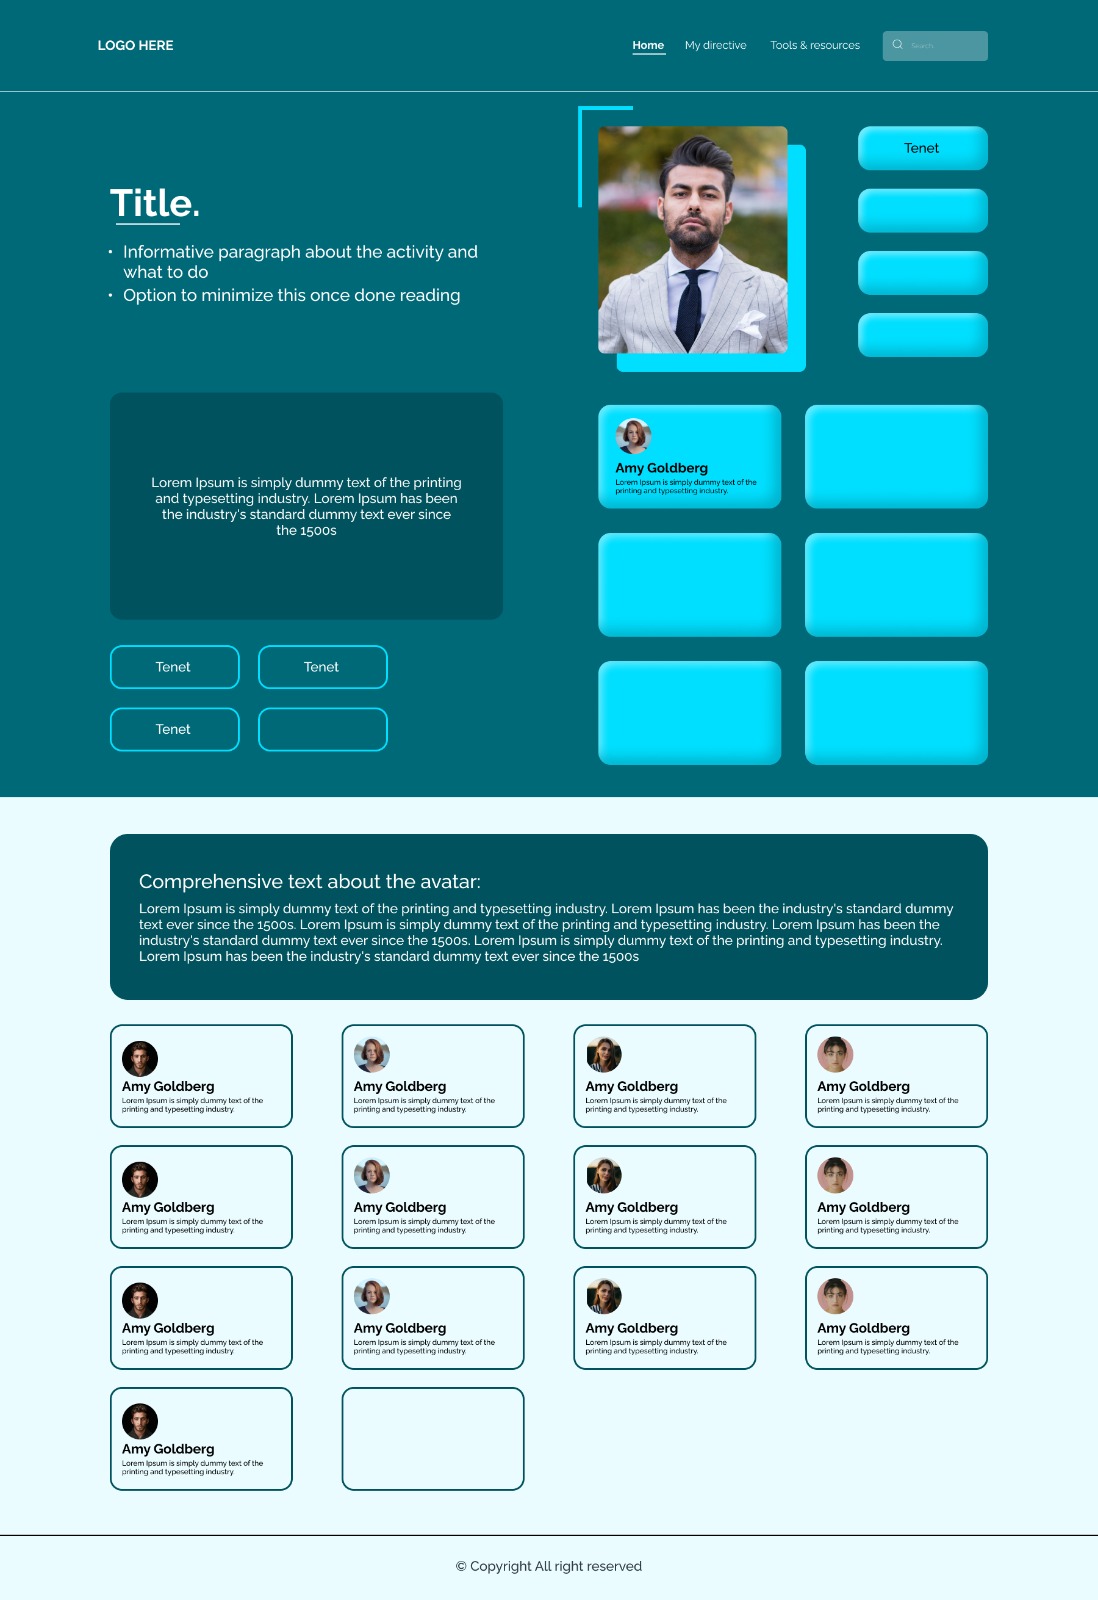 LOGO HERE
Home
My directive
Tools & resources
Search..
Title.
• Informative paragraph about the activity and
what to do
• Option to minimize this once done reading
Tenet
Lorem Ipsum is simply dummy text of the printing
and typesetting industry. Lorem Ipsum has been
the industry's standard dummy text ever since
the 1500s
Tenet
Tenet
Tenet
Amy Goldberg
Lorem Ipsum is simply dummy text of the
printing and typesetting industry.
Comprehensive text about the avatar:
Lorem Ipsum is simply dummy text of the printing and typesetting industry. Lorem Ipsum has been the industry's standard dummy
text ever since the 1500s. Lorem Ipsum is simply dummy text of the printing and typesetting industry. Lorem Ipsum has been the
industry's standard dummy text ever since the 1500s. Lorem Ipsum is simply dummy text of the printing and typesetting industry.
Lorem Ipsum has been the industry's standard dummy text ever since the 1500s
Amy Goldberg
Lorem Ipsum is simply dummy text of the
printing and typesetting industry.
Amy Goldberg
Lorem Ipsum is simply dummy text of the
printing and typesetting industry.
Amy Goldberg
Lorem Ipsum is simply dummy text of the
printing and typesetting industry.
Amy Goldberg
Lorem Ipsum is simply dummy text of the
printing and typesetting industry.
Amy Goldberg
Lorem Ipsum is simply dummy text of the
printing and typesetting industry.
Amy Goldberg
Lorem Ipsum is simply dummy text of the
printing and typesetting industry.
Amy Goldberg
Lorem Ipsum is simply dummy text of the
printing and typesetting industry.
Amy Goldberg
Lorem Ipsum is simply dummy text of the
printing and typesetting industry.
Amy Goldberg
Lorem Ipsum is simply dummy text of the
printing and typesetting industry.
Amy Goldberg
Lorem Ipsum is simply dummy text of the
printing and typesetting industry.
Amy Goldberg
Lorem Ipsum is simply dummy text of the
printing and typesetting industry.
Amy Goldberg
Lorem Ipsum is simply dummy text of the
printing and typesetting industry.
Amy Goldberg
Lorem Ipsum is simply dummy text of the
printing and typesetting industry.
© Copyright All right reserved